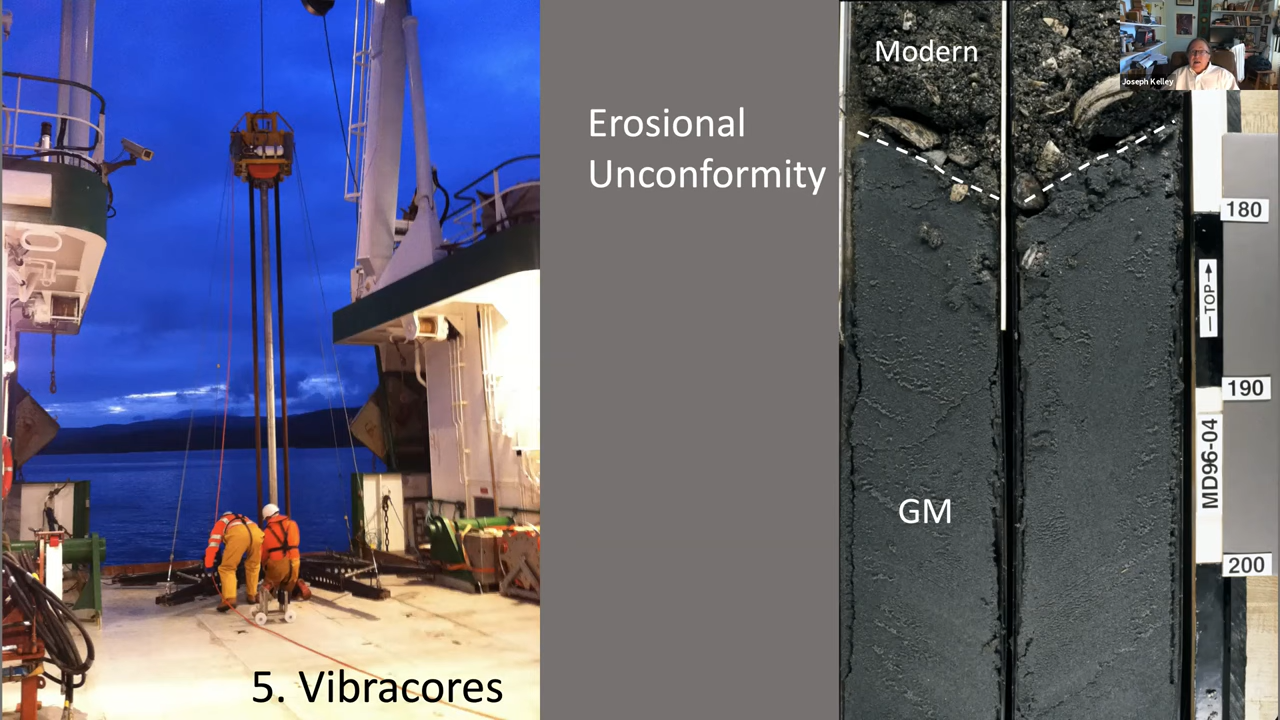 5. Vibracores
Erosional
Unconformity
Modern
GM
Joseph Kelley
180
—TOP→
190
MD96-04
200